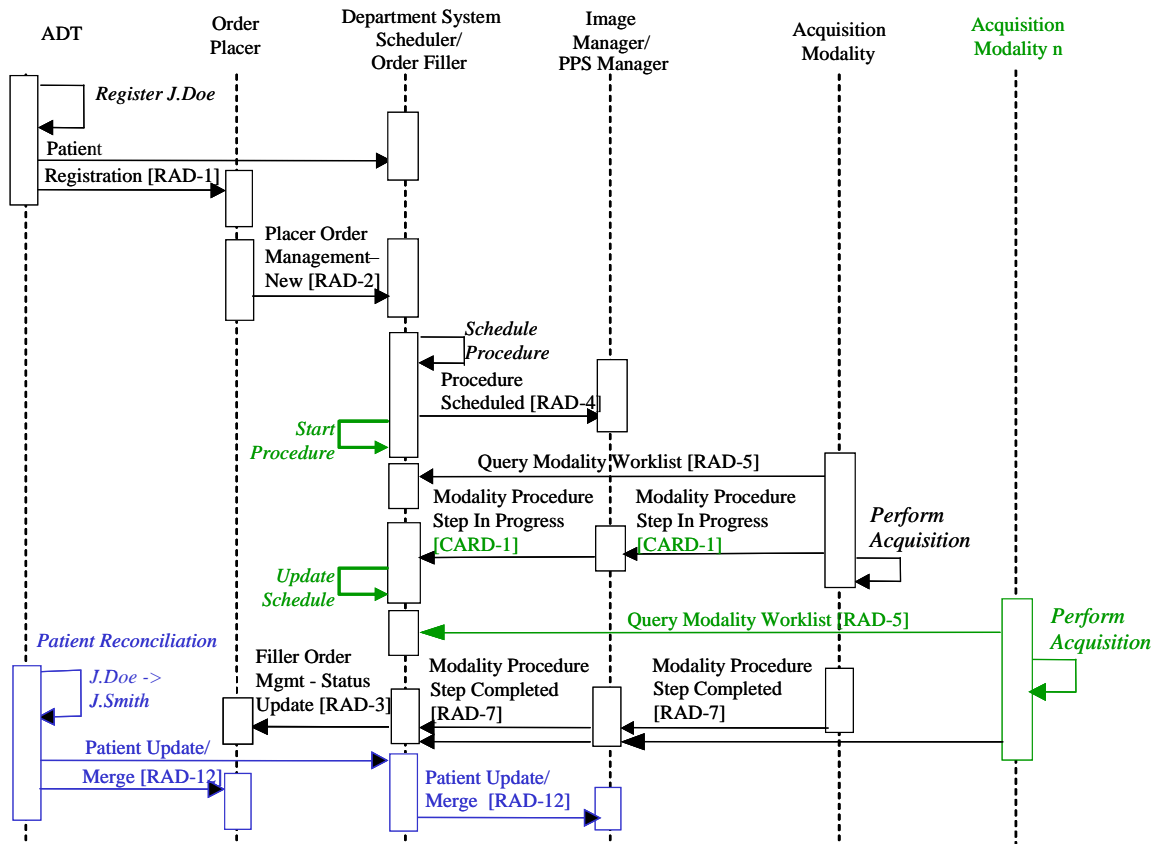 ADT
Order
Placer
Department System
Scheduler/
Order Filler
Image
Manager/
PPS Manager
Acquisition
Modality
Acquisition
Modality n
Register J.Doe
Patient
Registration [RAD-1]
Placer Order
Management–
New [RAD-2]
Schedule
Procedure
Procedure
Scheduled [RAD-4]
Start
Procedure
Query Modality Worklist [RAD-5]
Modality Procedure
Step In Progress
[CARD-1]
Modality Procedure
Step In Progress
[CARD-1]
Perform
Acquisition
Update
Schedule
Query Modality Worklist [RAD-5]
Perform
Acquisition
Patient Reconciliation
J.Doe ->
J.Smith
Filler Order
Mgmt - Status
Update [RAD-3]
Modality Procedure
Step Completed
[RAD-7]
Modality Procedure
Step Completed
[RAD-7]
Patient Update/
Merge [RAD-12]
Patient Update/
Merge [RAD-12]